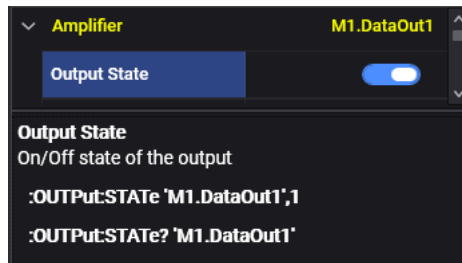 Amplifier M1.DataOut1
Output State
Output State
On/Off state of the output
:OUTPut:STATe 'M1.DataOut1',1
:OUTPut:STATe? 'M1.DataOut1'